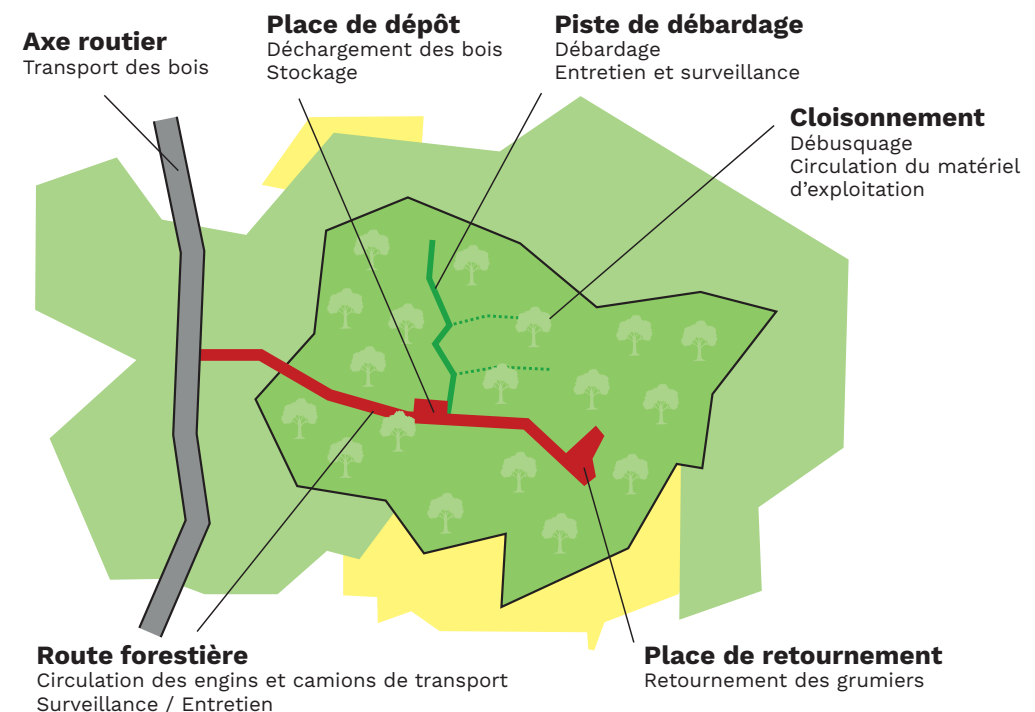 Axe routier
Transport des bois
Place de dépôt
Déchargement des bois
Stockage
Piste de débardage
Débardage
Entretien et surveillance
Cloisonnement
Débusquage
Circulation du matériel
d'exploitation
Route forestière
Circulation des engins et camions de transport
Surveillance / Entretien
Place de retournement
Retournement des grumiers